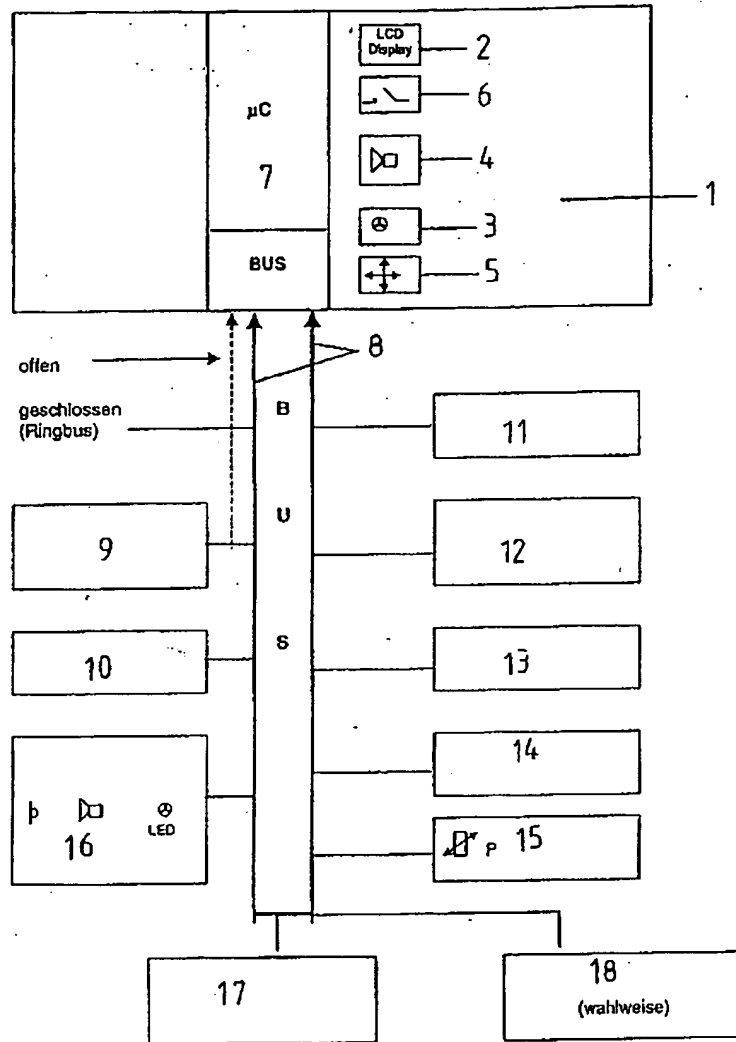 LCD
Display
2
6
µC
4
7
1
3
BUS
5
offen
8
geschlossen
(Ringbus)
B
11
U
9
12
S
10
13
14
LED
16
P
15
17
18
(wahlweise)